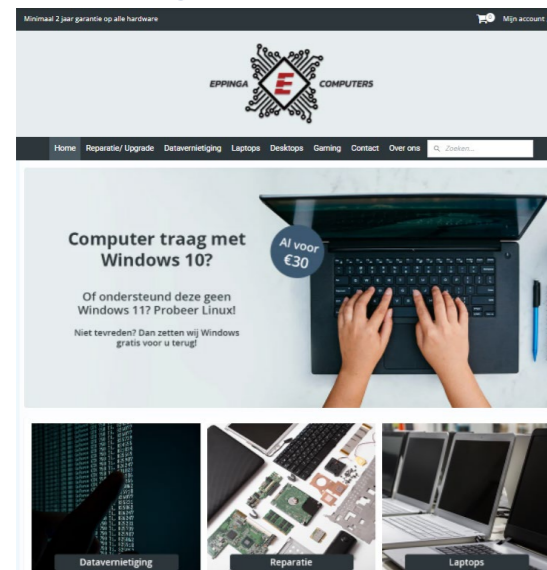 Minimaal 2 jaar garantie op alle hardware
0 Mijn account
EPPINGA E COMPUTERS
Home Reparatie/ Upgrade Datavernietiging Laptops Desktops Gaming Contact Over ons Zoeken...
Computer traag met
Windows 10?
Al voor
€30
Of ondersteund deze geen
Windows 11? Probeer Linux!
Niet tevreden? Dan zetten wij Windows
gratis voor u terug!
Datavernietiging
Reparatie
Laptops